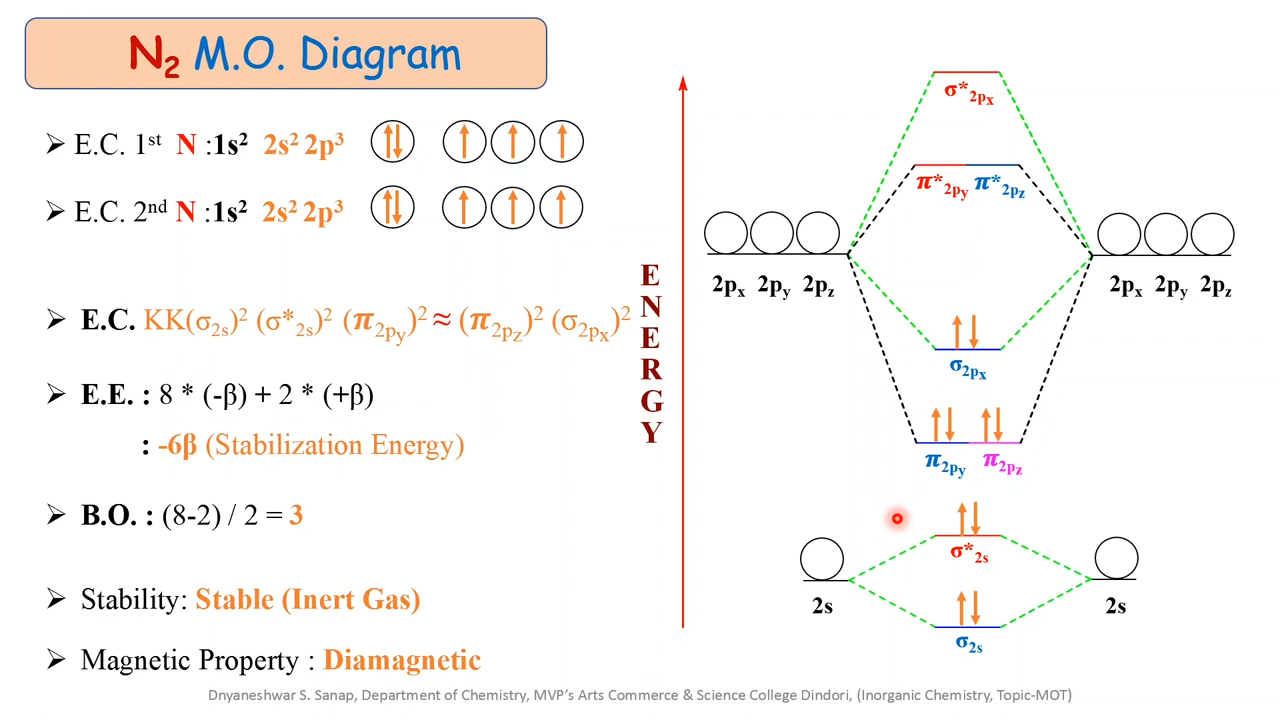 N₂ M.O. Diagram
➢ E.C. 1ˢᵗ N :1s² 2s² 2p³
➢ E.C. 2ⁿᵈ N :1s² 2s² 2p³
➢ E.C. KK(σ₂s)² (σ*₂s)² (π₂py)² ≈ (π₂pz)² (σ₂px)²
➢ E.E. : 8 * (-β) + 2 * (+β)
: -6β (Stabilization Energy)
➢ B.O. : (8-2) / 2 = 3
➢ Stability: Stable (Inert Gas)
➢ Magnetic Property : Diamagnetic
ENERGY
σ*₂px
π*₂py π*₂pz
2px 2py 2pz
2px 2py 2pz
σ₂px
π₂py π₂pz
σ*₂s
2s
2s
σ₂s
Dnyaneshwar S. Sanap, Department of Chemistry, MVP's Arts Commerce & Science College Dindori, (Inorganic Chemistry, Topic-MOT)